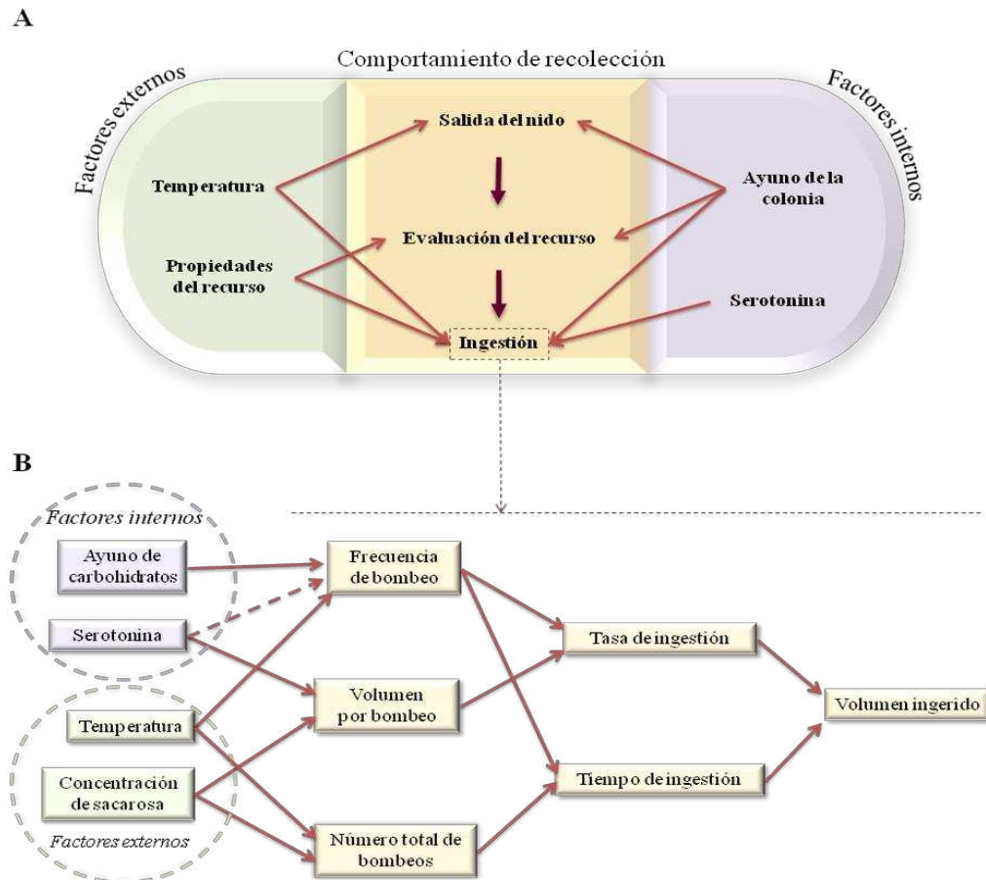 A
Comportamiento de recolección
Factores externos
Factores internos
Salida del nido
Temperatura
Ayuno de la
colonia
Evaluación del recurso
Propiedades
del recurso
Serotonina
Ingestión
B
Factores internos
Ayuno de
carbohidratos
Frecuencia
de bombeo
Serotonina
Tasa de ingestión
Volumen
por bombeo
Volumen ingerido
Temperatura
Concentración
de sacarosa
Tiempo de ingestión
Factores externos
Número total de
bombeos